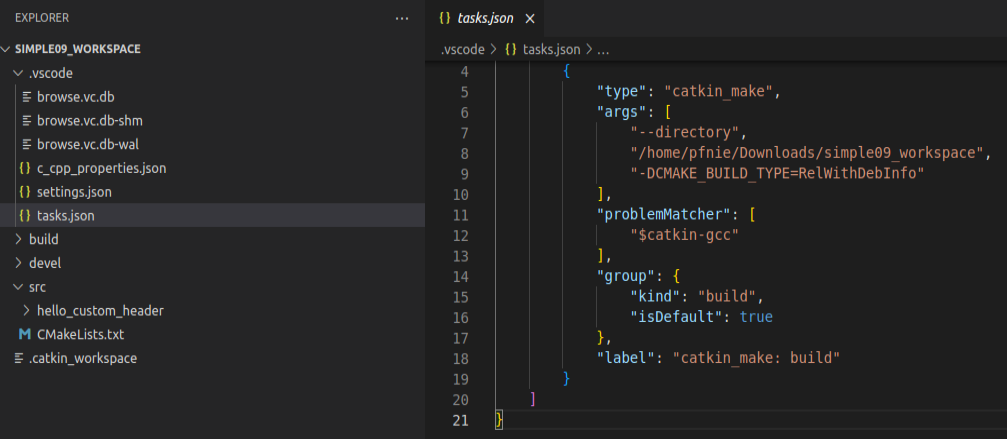 EXPLORER ...
SIMPLE09_WORKSPACE
.vscode
browse.vc.db
browse.vc.db-shm
browse.vc.db-wal
{} c_cpp_properties.json
{} settings.json
{} tasks.json
build
devel
src
hello_custom_header
M CMakeLists.txt
.catkin_workspace
{} tasks.json ×
.vscode > {} tasks.json > ...
4 {
5 "type": "catkin_make",
6 "args": [
7 "--directory",
8 "/home/pfnie/Downloads/simple09_workspace",
9 "-DCMAKE_BUILD_TYPE=RelWithDebInfo"
10 ],
11 "problemMatcher": [
12 "$catkin-gcc"
13 ],
14 "group": {
15 "kind": "build",
16 "isDefault": true
17 },
18 "label": "catkin_make: build"
19 }
20 ]
21 }